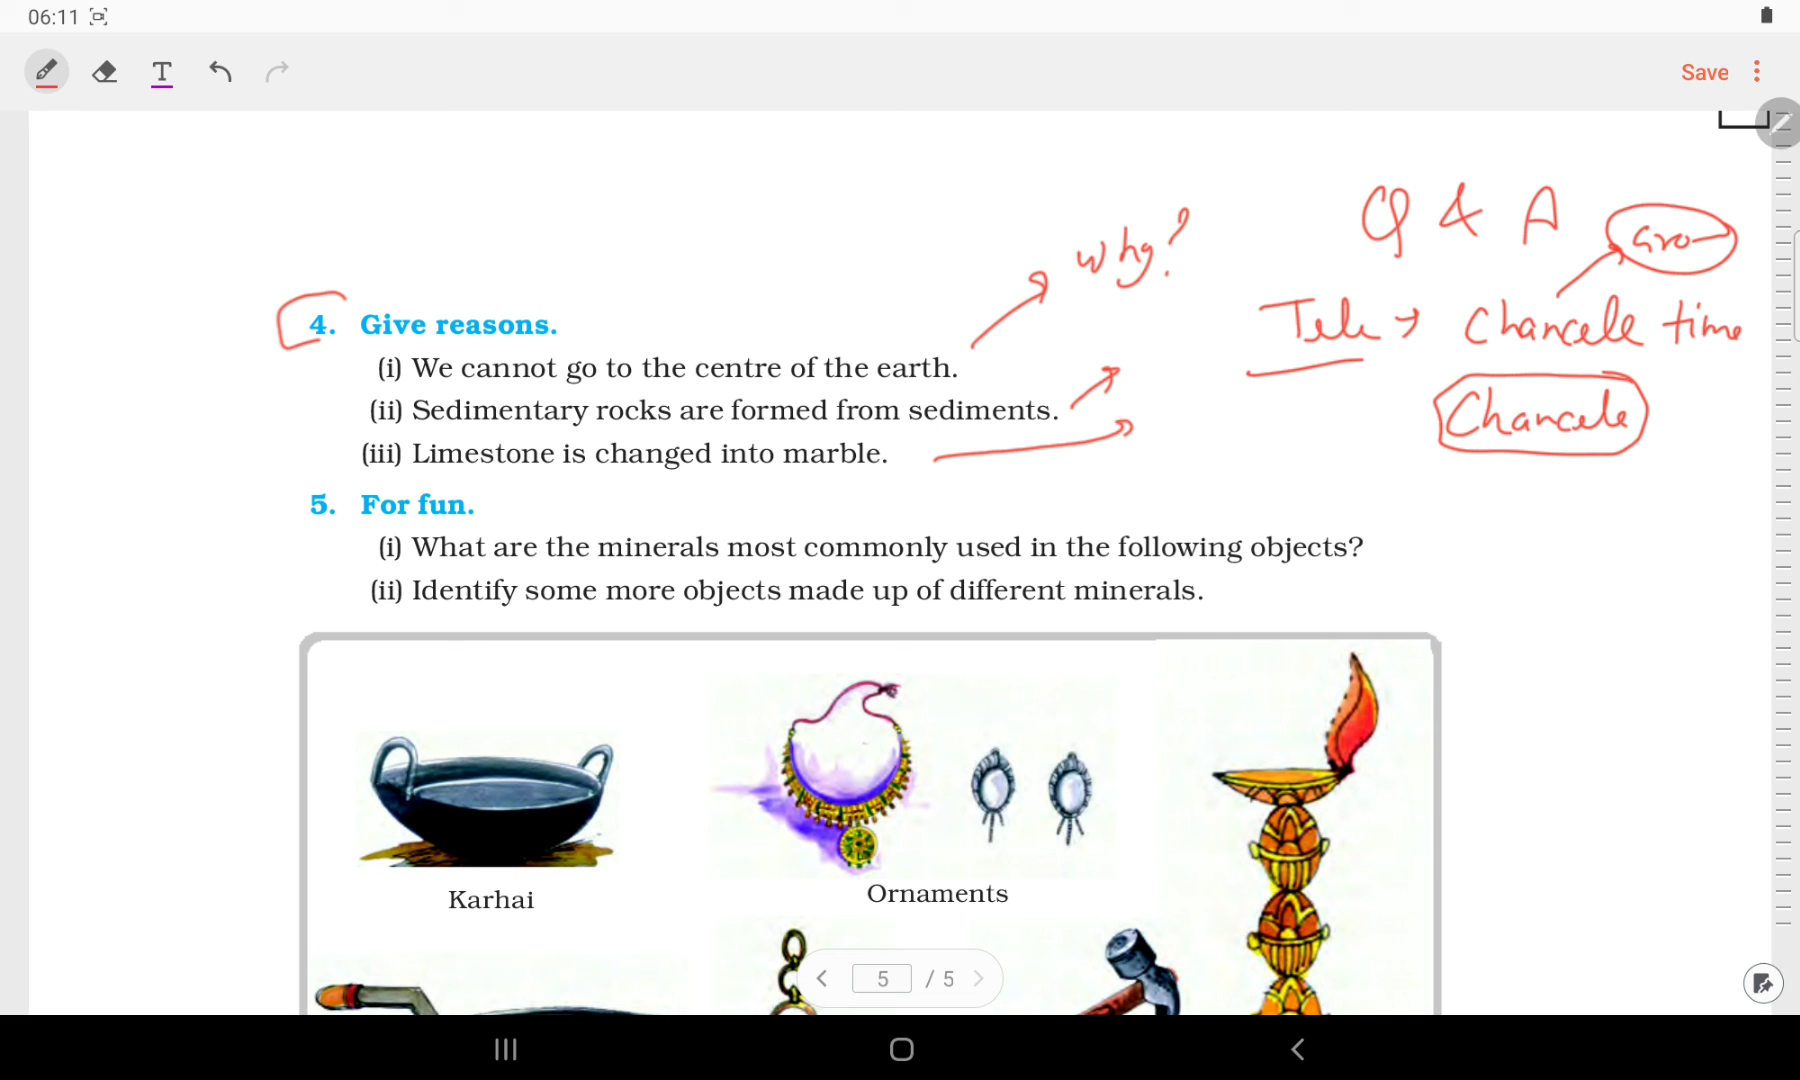 06:11
T
Save
Q & A
Why?
Tele → Chancele time
Chancele
4. Give reasons.
(i) We cannot go to the centre of the earth.
(ii) Sedimentary rocks are formed from sediments.
(iii) Limestone is changed into marble.
5. For fun.
(i) What are the minerals most commonly used in the following objects?
(ii) Identify some more objects made up of different minerals.
Karhai
Ornaments
5 / 5